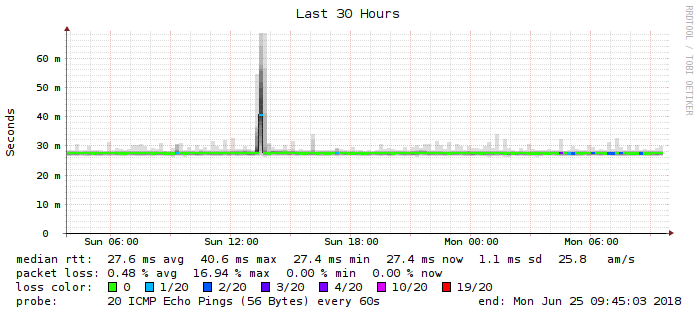 Last 30 Hours
RRDTOOL / TOBI OETIKER
Seconds
60 m
50 m
40 m
30 m
20 m
10 m
0
Sun 06:00 Sun 12:00 Sun 18:00 Mon 00:00 Mon 06:00
median rtt: 27.6 ms avg 40.6 ms max 27.4 ms min 27.4 ms now 1.1 ms sd 25.8 am/s
packet loss: 0.48 % avg 16.94 % max 0.00 % min 0.00 % now
loss color: 0 1/20 2/20 3/20 4/20 10/20 19/20
probe: 20 ICMP Echo Pings (56 Bytes) every 60s end: Mon Jun 25 09:45:03 2018